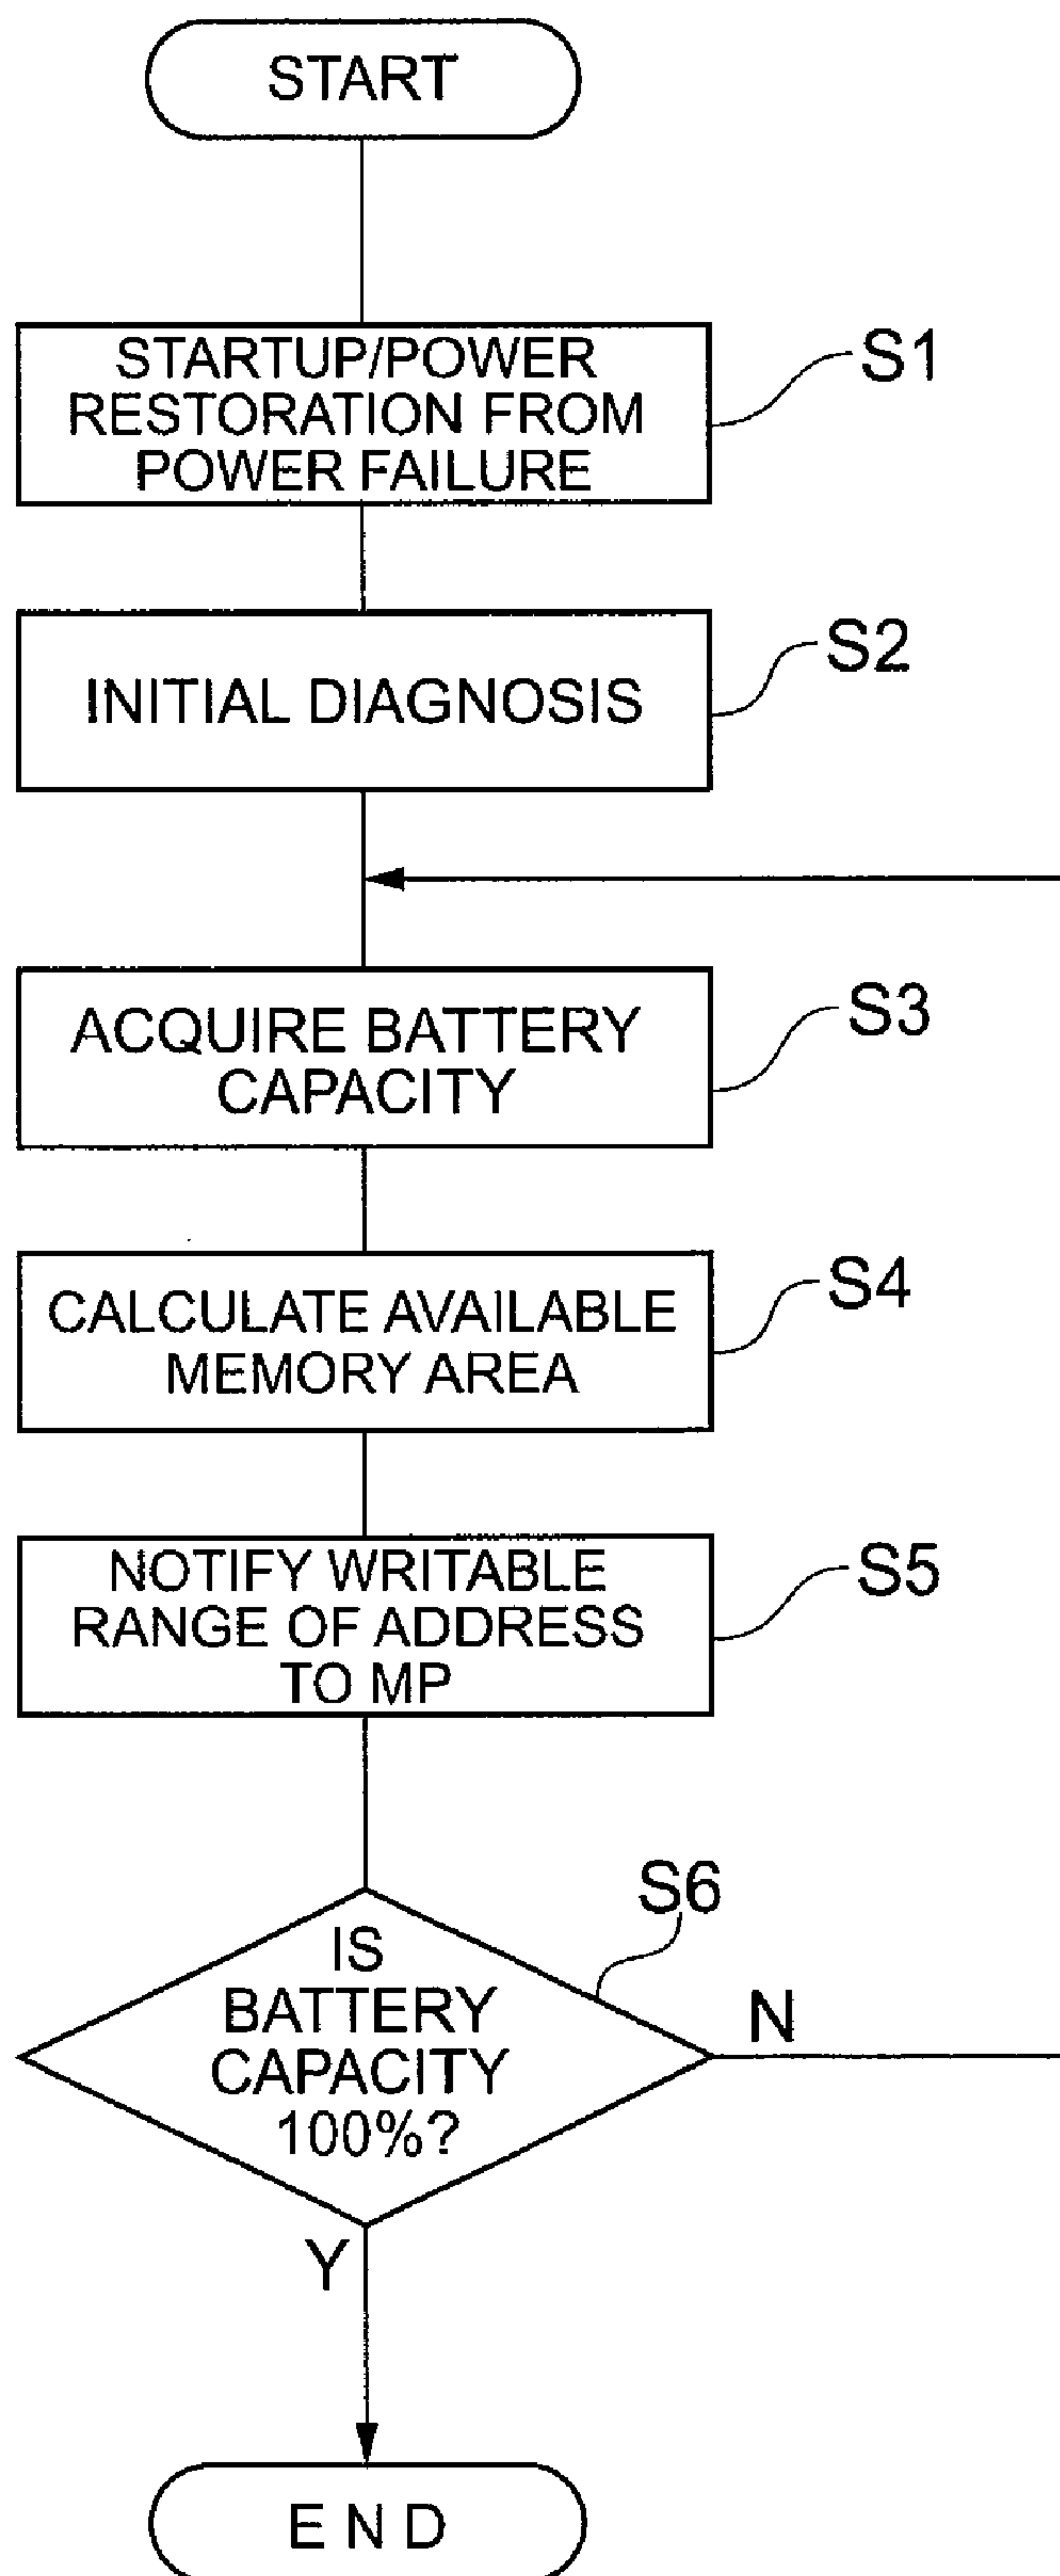 START
STARTUP/POWER
RESTORATION FROM
POWER FAILURE
S1
INITIAL DIAGNOSIS
S2
ACQUIRE BATTERY
CAPACITY
S3
CALCULATE AVAILABLE
MEMORY AREA
S4
NOTIFY WRITABLE
RANGE OF ADDRESS
TO MP
S5
S6
IS
BATTERY
CAPACITY
100%?
N
Y
END